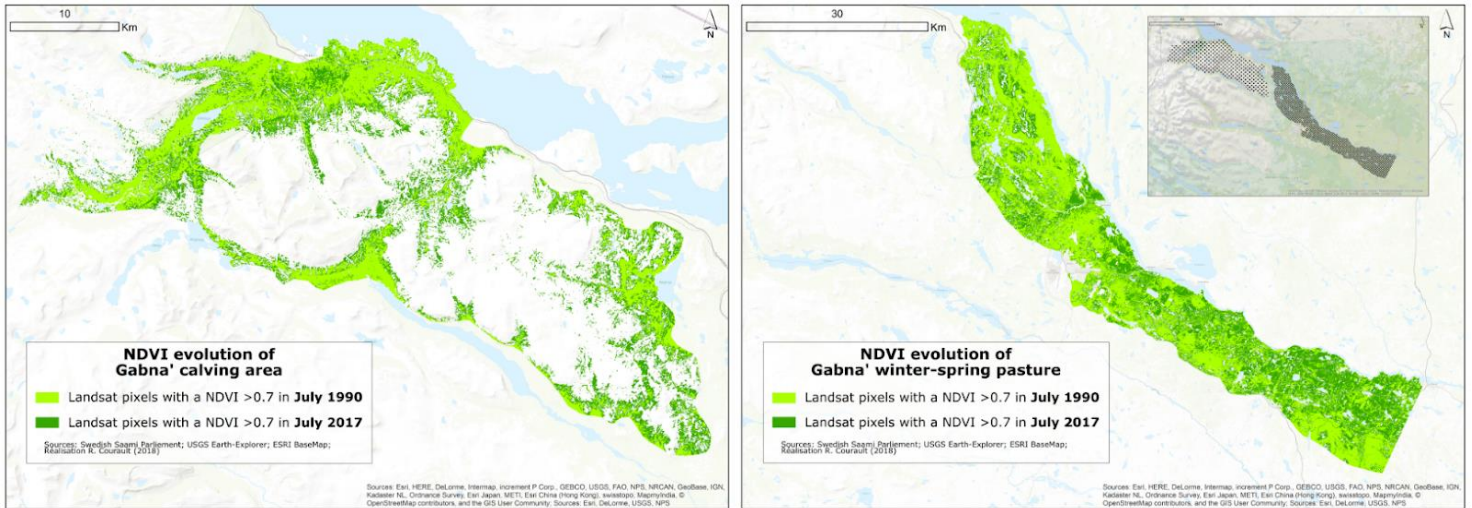 10
Km
N
NDVI evolution of
Gabna' calving area
Landsat pixels with a NDVI >0.7 in July 1990
Landsat pixels with a NDVI >0.7 in July 2017
Sources: Swedish Saami Parliement; USGS Earth-Explorer; ESRI BaseMap;
Réalisation R. Courault (2018)
Sources: Esri, HERE, DeLorme, Intermap, increment P Corp., GEBCO, USGS, FAO, NPS, NRCAN, GeoBase, IGN,
Kadaster NL, Ordnance Survey, Esri Japan, METI, Esri China (Hong Kong), swisstopo, MapmyIndia, ©
OpenStreetMap contributors, and the GIS User Community; Sources: Esri, DeLorme, USGS, NPS
30
Km
N
NDVI evolution of
Gabna' winter-spring pasture
Landsat pixels with a NDVI >0.7 in July 1990
Landsat pixels with a NDVI >0.7 in July 2017
Sources: Swedish Saami Parliement; USGS Earth-Explorer; ESRI BaseMap;
Réalisation R. Courault (2018)
Sources: Esri, HERE, DeLorme, Intermap, increment P Corp., GEBCO, USGS, FAO, NPS, NRCAN, GeoBase, IGN,
Kadaster NL, Ordnance Survey, Esri Japan, METI, Esri China (Hong Kong), swisstopo, MapmyIndia, ©
OpenStreetMap contributors, and the GIS User Community; Sources: Esri, DeLorme, USGS, NPS